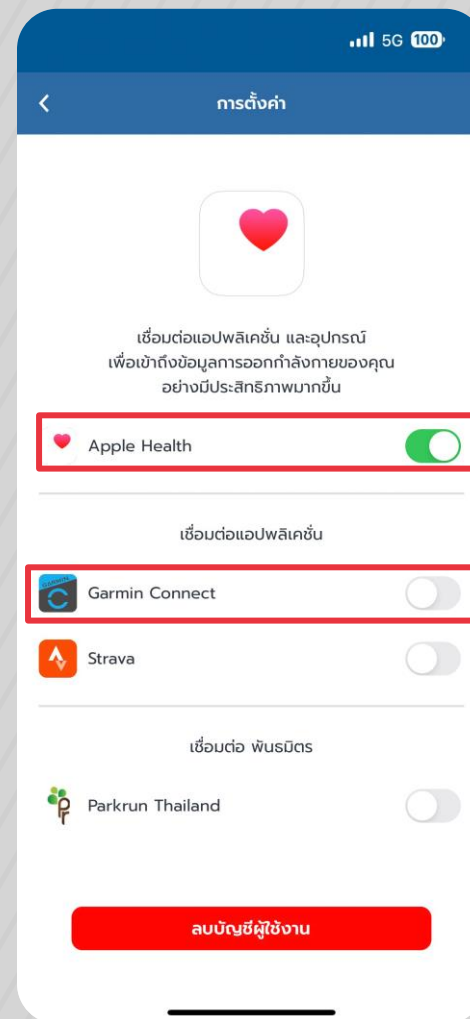 5G 100
การตั้งค่า
เชื่อมต่อแอปพลิเคชั่น และอุปกรณ์
เพื่อเข้าถึงข้อมูลการออกกำลังกายของคุณ
อย่างมีประสิทธิภาพมากขึ้น
Apple Health
เชื่อมต่อแอปพลิเคชั่น
GARMIN
Garmin Connect
Strava
เชื่อมต่อ พันธมิตร
Parkrun Thailand
ลบบัญชีผู้ใช้งาน